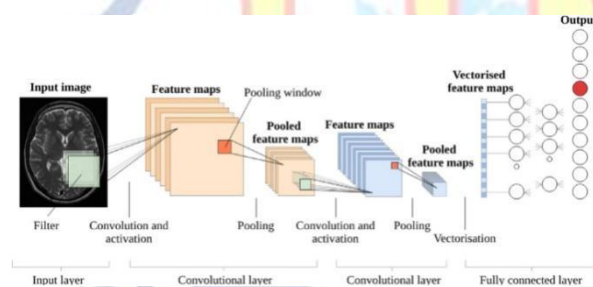 Output
Input image
Feature maps
Pooling window
Pooled
feature maps
Feature maps
Pooled
feature maps
Vectorised
feature maps
Filter
Convolution and
activation
Pooling
Convolution and
activation
Pooling
Vectorisation
Input layer
Convolutional layer
Convolutional layer
Fully connected layer